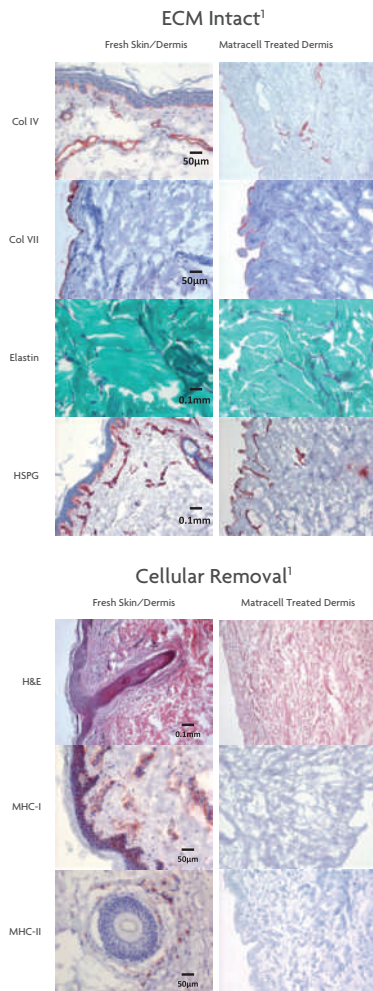 ECM Intact¹
Fresh Skin/Dermis Matracell Treated Dermis
Col IV
50µm
Col VII
50µm
Elastin
0.1mm
HSPG
0.1mm
Cellular Removal¹
Fresh Skin/Dermis Matracell Treated Dermis
H&E
0.1mm
MHC-I
50µm
MHC-II
50µm